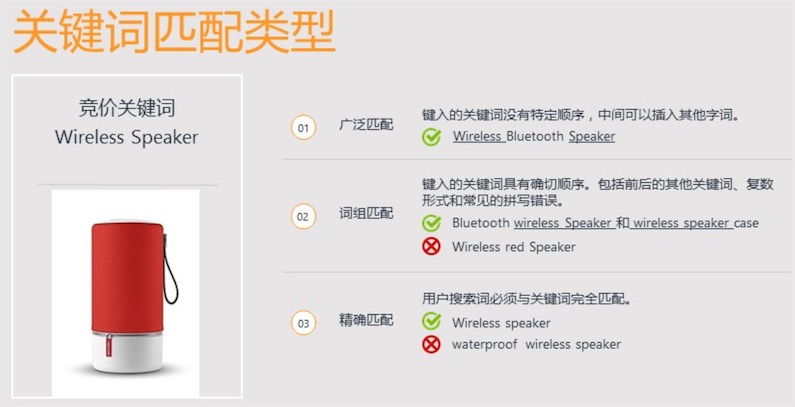 关键词匹配类型
竞价关键词
Wireless Speaker
01
广泛匹配
键入的关键词没有特定顺序，中间可以插入其他字词。
Wireless Bluetooth Speaker
02
词组匹配
键入的关键词具有确切顺序。包括前后的其他关键词、复数
形式和常见的拼写错误。
Bluetooth wireless Speaker 和 wireless speaker case
Wireless red Speaker
03
精确匹配
用户搜索词必须与关键词完全匹配。
Wireless speaker
waterproof wireless speaker